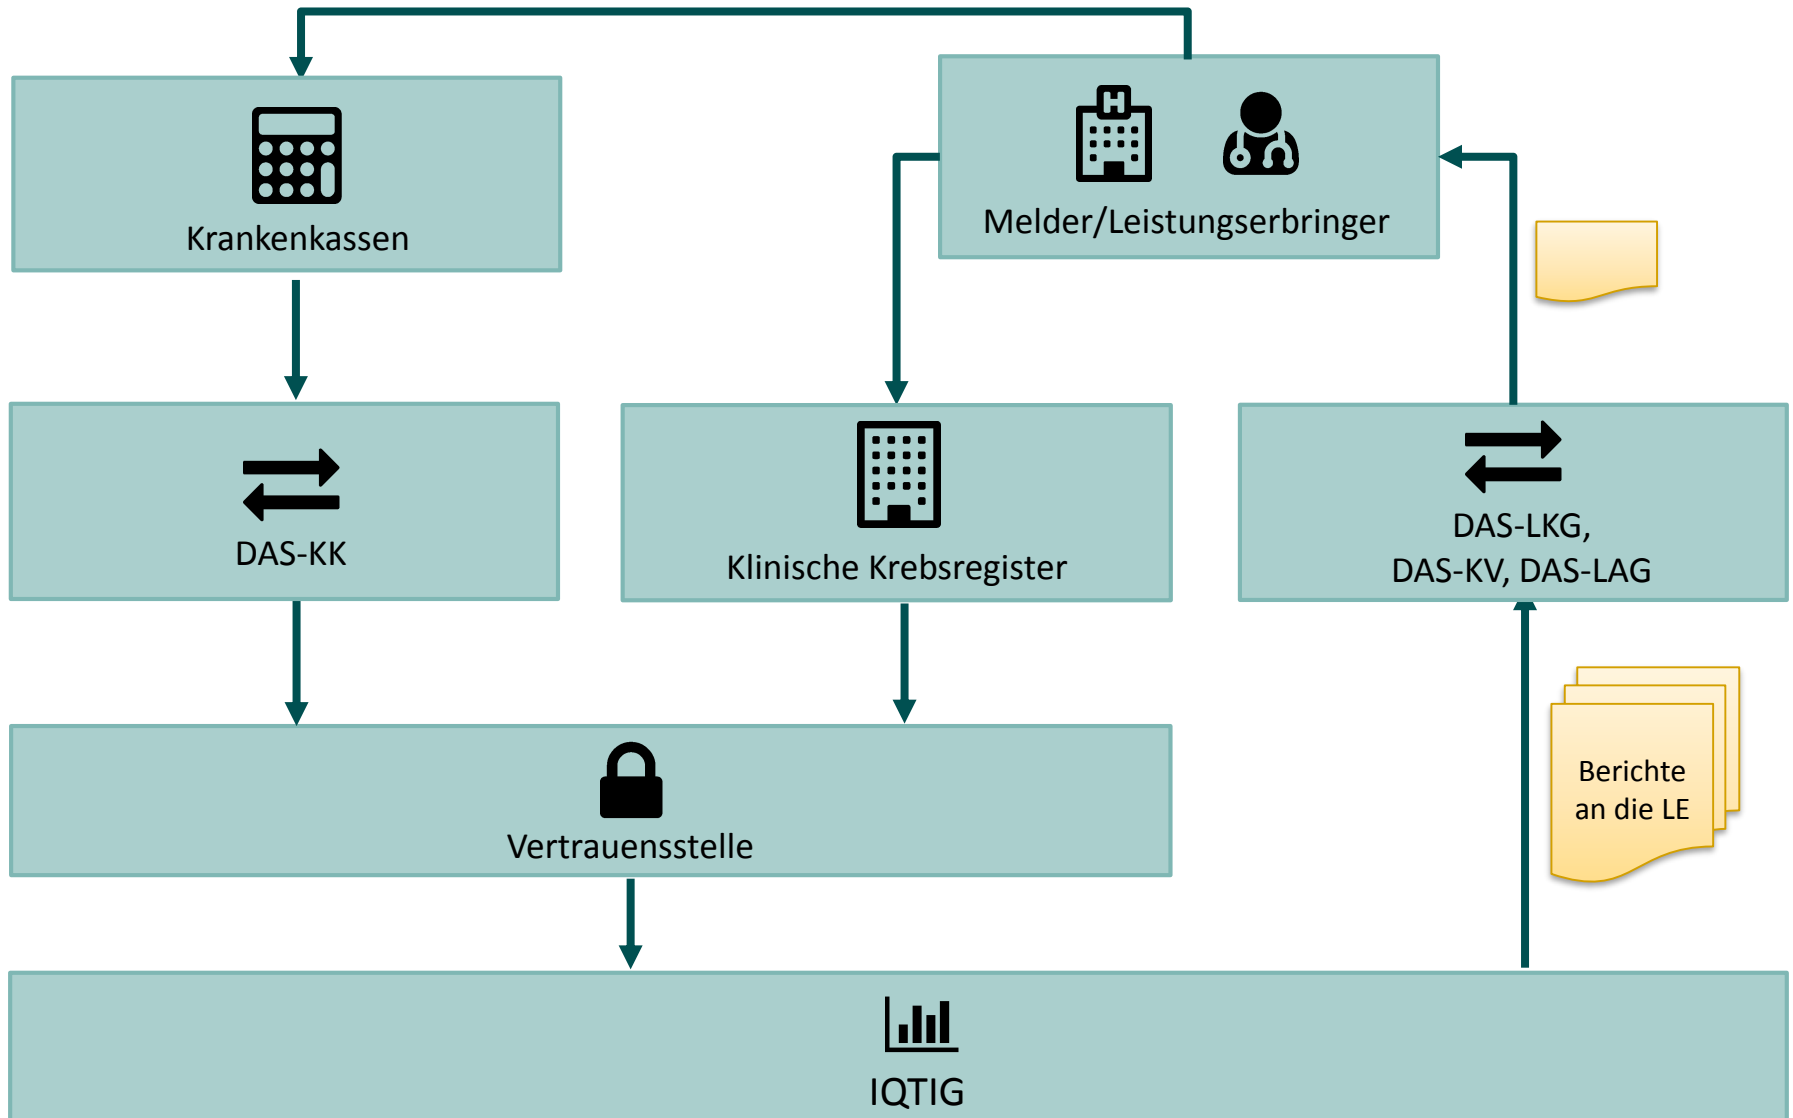 Krankenkassen
Melder/Leistungserbringer
DAS-KK
Klinische Krebsregister
DAS-LKG,
DAS-KV, DAS-LAG
Berichte
an die LE
Vertrauensstelle
IQTIG